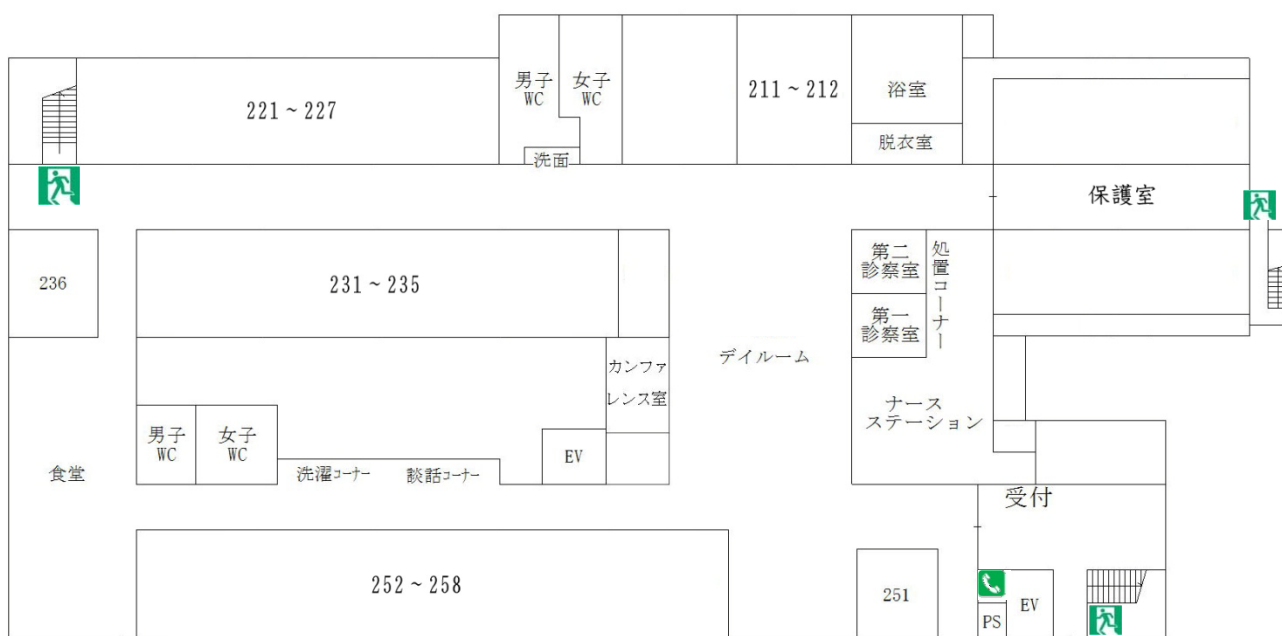 男子
WC
女子
WC
221～227
211～212
浴室
脱衣室
洗面
保護室
236
231～235
第二
診察室
処置コーナー
第一
診察室
デイルーム
カンファ
レンス室
ナース
ステーション
男子
WC
女子
WC
EV
食堂
洗濯コーナー
談話コーナー
受付
252～258
251
EV
PS